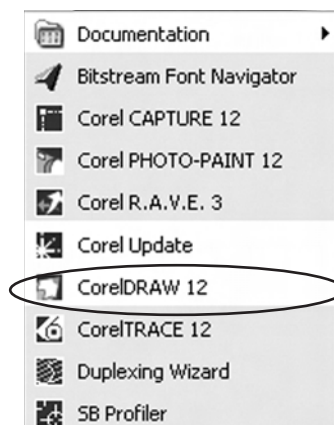 Documentation
Bitstream Font Navigator
Corel CAPTURE 12
Corel PHOTO-PAINT 12
Corel R.A.V.E. 3
Corel Update
CorelDRAW 12
CorelTRACE 12
Duplexing Wizard
SB Profiler